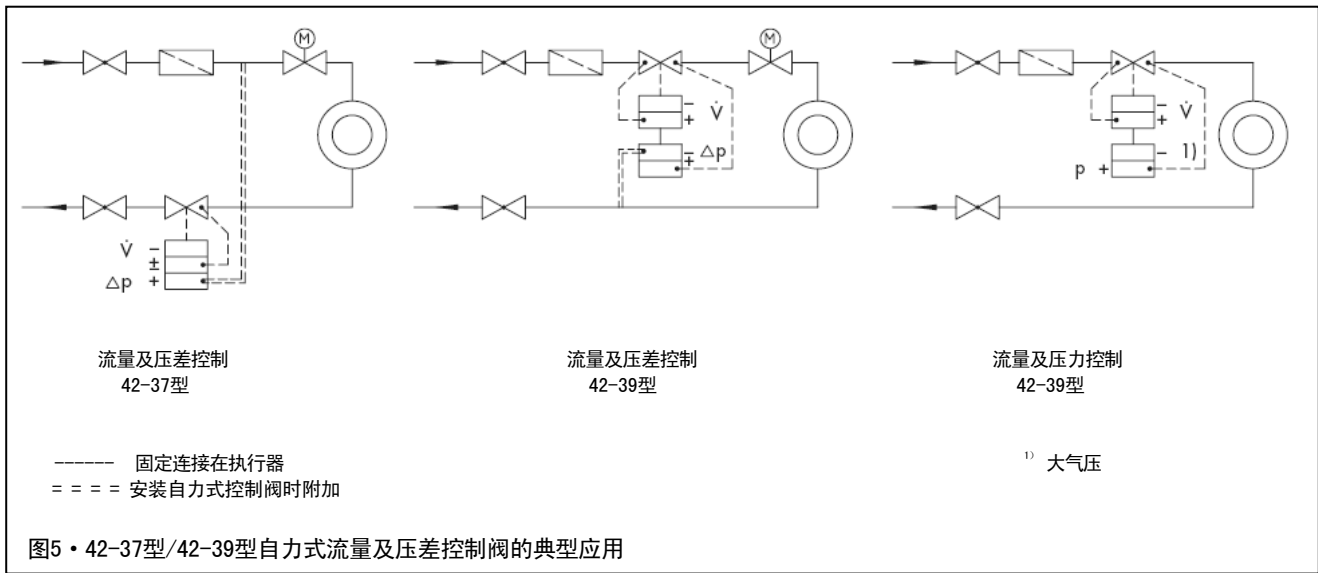 M
V̇
−
±
+
Δp
流量及压差控制
42-37型
M
−
+
V̇
−
+
Δp
流量及压差控制
42-39型
−
+
V̇
p +
− 1)
流量及压力控制
42-39型
------ 固定连接在执行器
= = = = 安装自力式控制阀时附加
1) 大气压
图5•42-37型/42-39型自力式流量及压差控制阀的典型应用